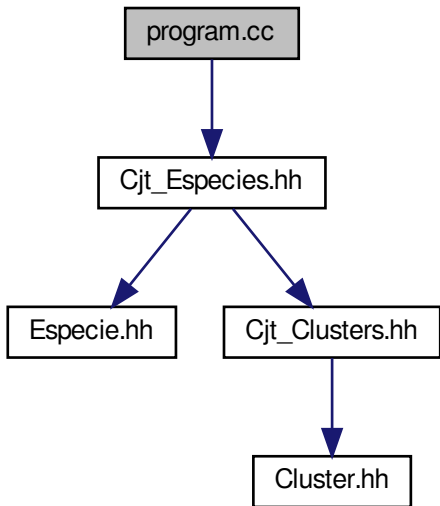 program.cc
Cjt_Especies.hh
Especie.hh
Cjt_Clusters.hh
Cluster.hh